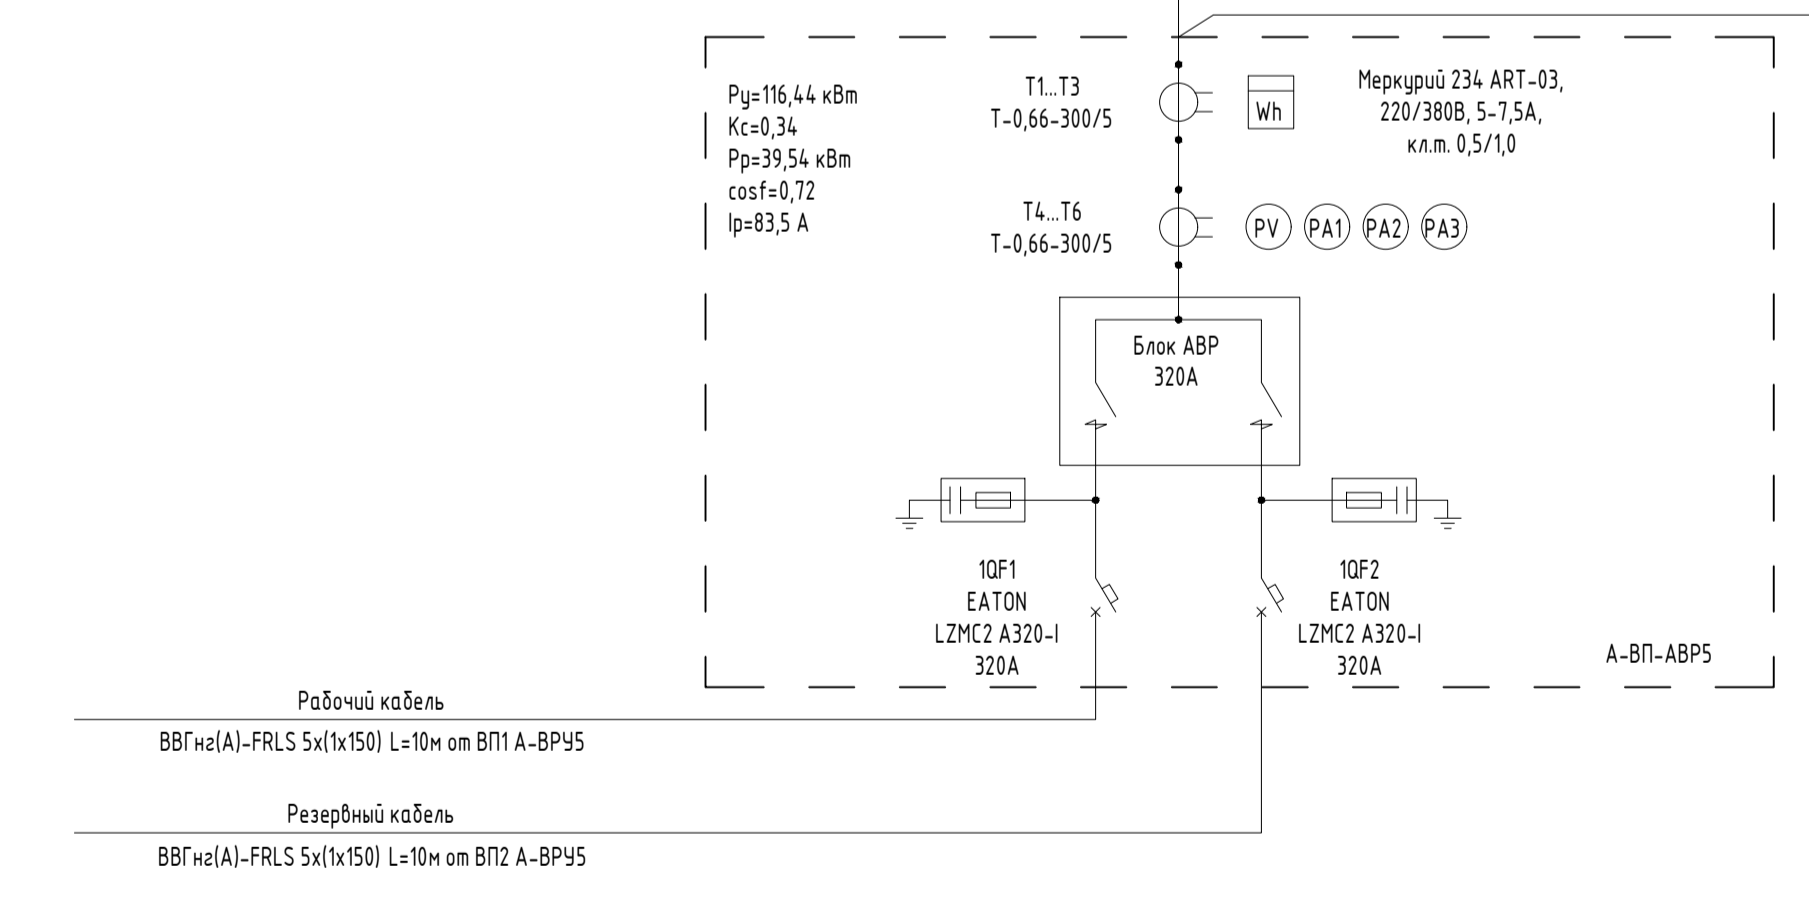 Ру=116,44 кВт
Кс=0,34
Рр=39,54 кВт
cosf=0,72
Iр=83,5 А
Т1...Т3
Т-0,66-300/5
Wh
Меркурий 234 ART-03,
220/380В, 5-7,5А,
кл.т. 0,5/1,0
Т4...Т6
Т-0,66-300/5
PV PA1 PA2 PA3
Блок АВР
320А
1QF1
EATON
LZMC2 A320-I
320А
1QF2
EATON
LZMC2 A320-I
320А
А-ВП-АВР5
Рабочий кабель
ВВГнг(А)-FRLS 5х(1х150) L=10м от ВП1 А-ВРУ5
Резервный кабель
ВВГнг(А)-FRLS 5х(1х150) L=10м от ВП2 А-ВРУ5